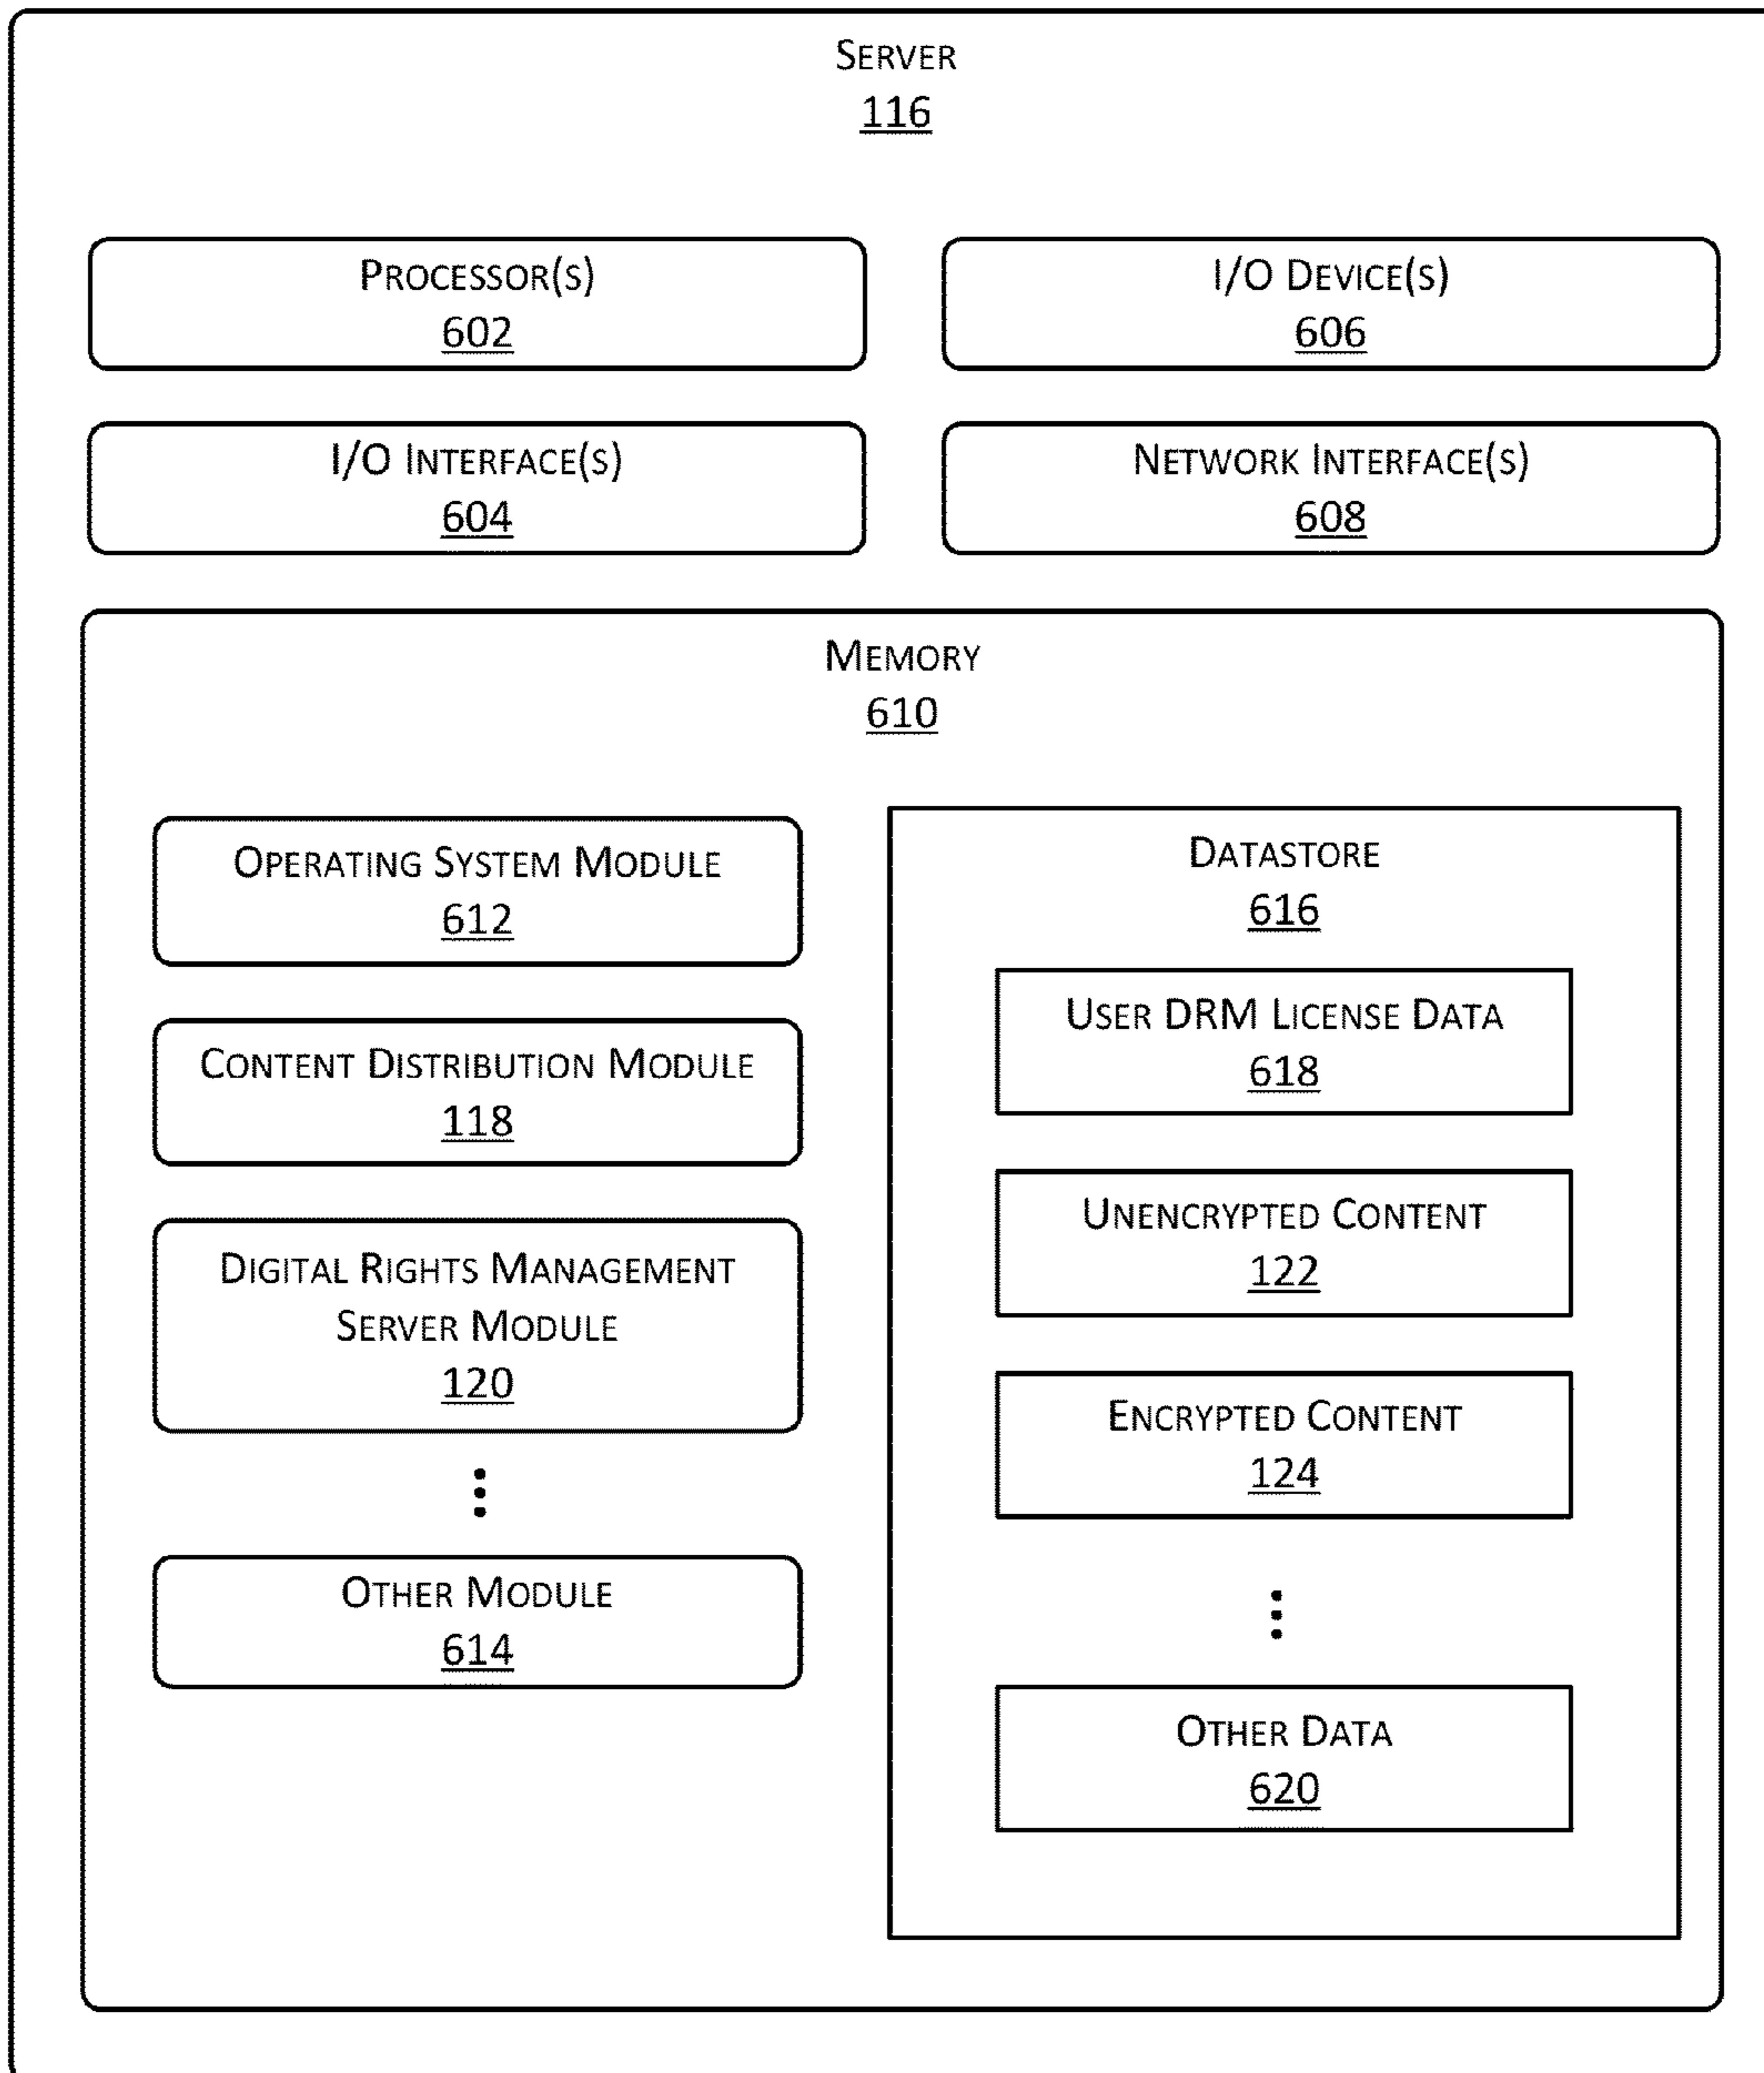 SERVER
116
PROCESSOR(S)
602
I/O DEVICE(S)
606
I/O INTERFACE(S)
604
NETWORK INTERFACE(S)
608
MEMORY
610
OPERATING SYSTEM MODULE
612
CONTENT DISTRIBUTION MODULE
118
DIGITAL RIGHTS MANAGEMENT
SERVER MODULE
120
OTHER MODULE
614
DATASTORE
616
USER DRM LICENSE DATA
618
UNENCRYPTED CONTENT
122
ENCRYPTED CONTENT
124
OTHER DATA
620